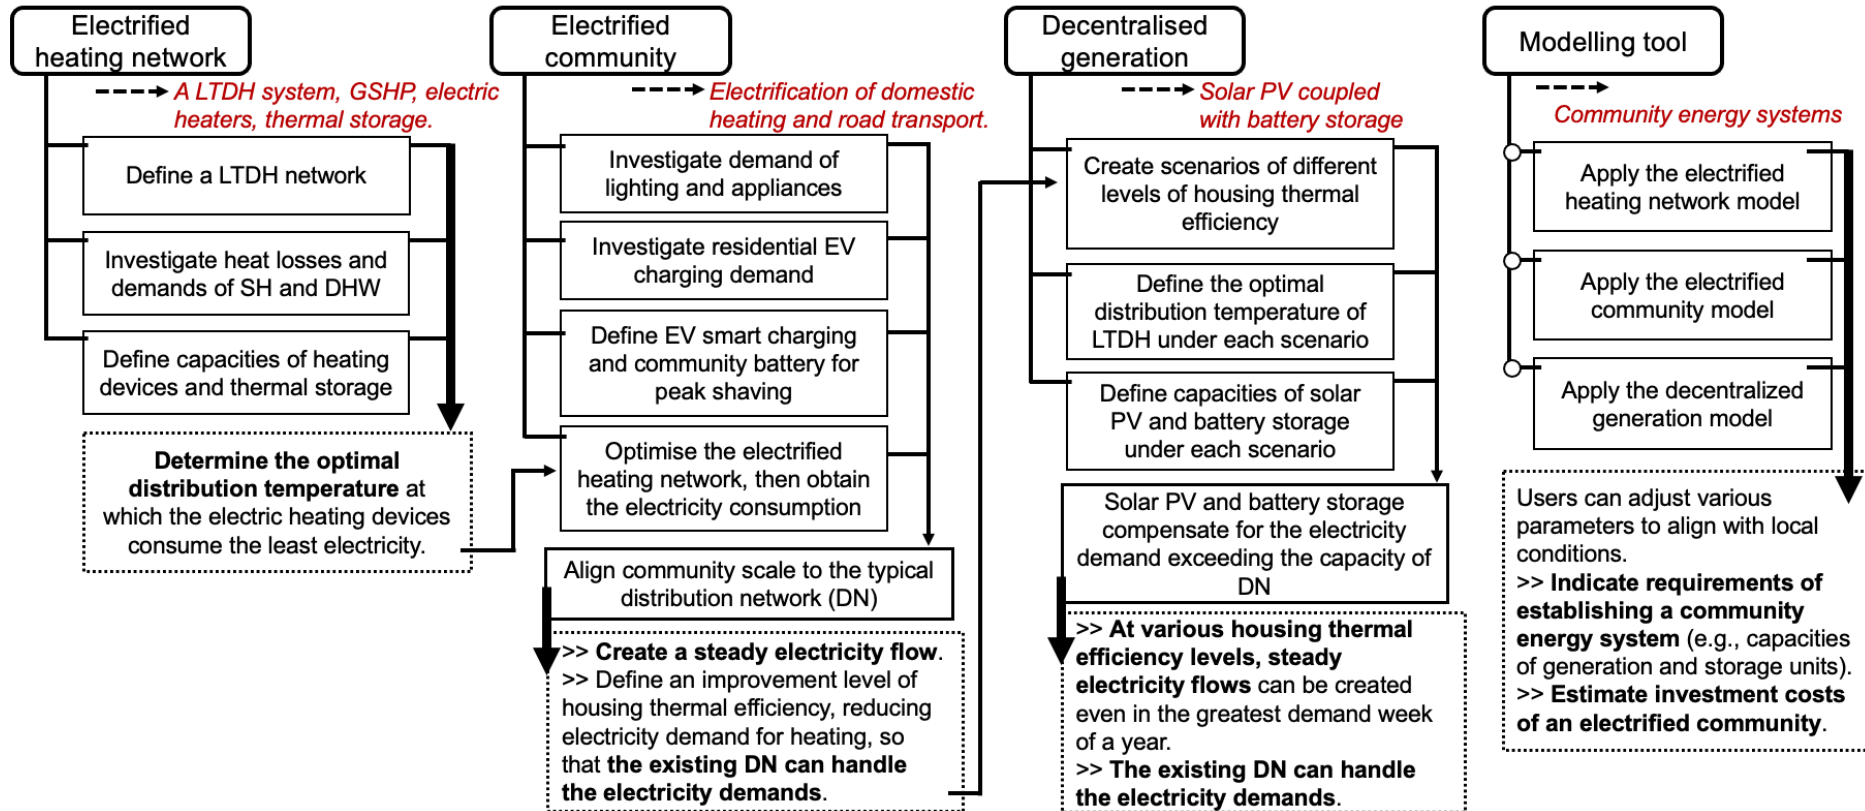 Electrified
heating network
A LTDH system, GSHP, electric
heaters, thermal storage.
Define a LTDH network
Investigate heat losses and
demands of SH and DHW
Define capacities of heating
devices and thermal storage
Determine the optimal
distribution temperature at
which the electric heating devices
consume the least electricity.
Electrified
community
Electrification of domestic
heating and road transport.
Investigate demand of
lighting and appliances
Investigate residential EV
charging demand
Define EV smart charging
and community battery for
peak shaving
Optimise the electrified
heating network, then obtain
the electricity consumption
Align community scale to the typical
distribution network (DN)
>> Create a steady electricity flow.
>> Define an improvement level of
housing thermal efficiency, reducing
electricity demand for heating, so
that the existing DN can handle
the electricity demands.
Decentralised
generation
Solar PV coupled
with battery storage
Create scenarios of different
levels of housing thermal
efficiency
Define the optimal
distribution temperature of
LTDH under each scenario
Define capacities of solar
PV and battery storage
under each scenario
Solar PV and battery storage
compensate for the electricity
demand exceeding the capacity of
DN
>> At various housing thermal
efficiency levels, steady
electricity flows can be created
even in the greatest demand week
of a year.
>> The existing DN can handle
the electricity demands.
Modelling tool
Community energy systems
Apply the electrified
heating network model
Apply the electrified
community model
Apply the decentralized
generation model
Users can adjust various
parameters to align with local
conditions.
>> Indicate requirements of
establishing a community
energy system (e.g., capacities
of generation and storage units).
>> Estimate investment costs
of an electrified community.